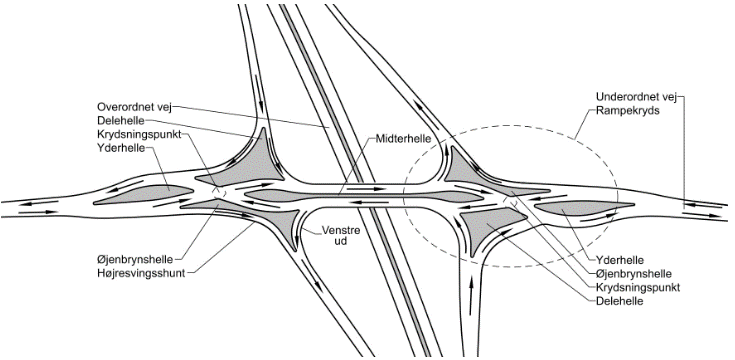 Overordnet vej
Delehelle
Krydsningspunkt
Yderhelle
Midterhelle
Underordnet vej
Rampekryds
Øjenbrynshelle
Højresvingsshunt
Venstre
ud
Yderhelle
Øjenbrynshelle
Krydsningspunkt
Delehelle